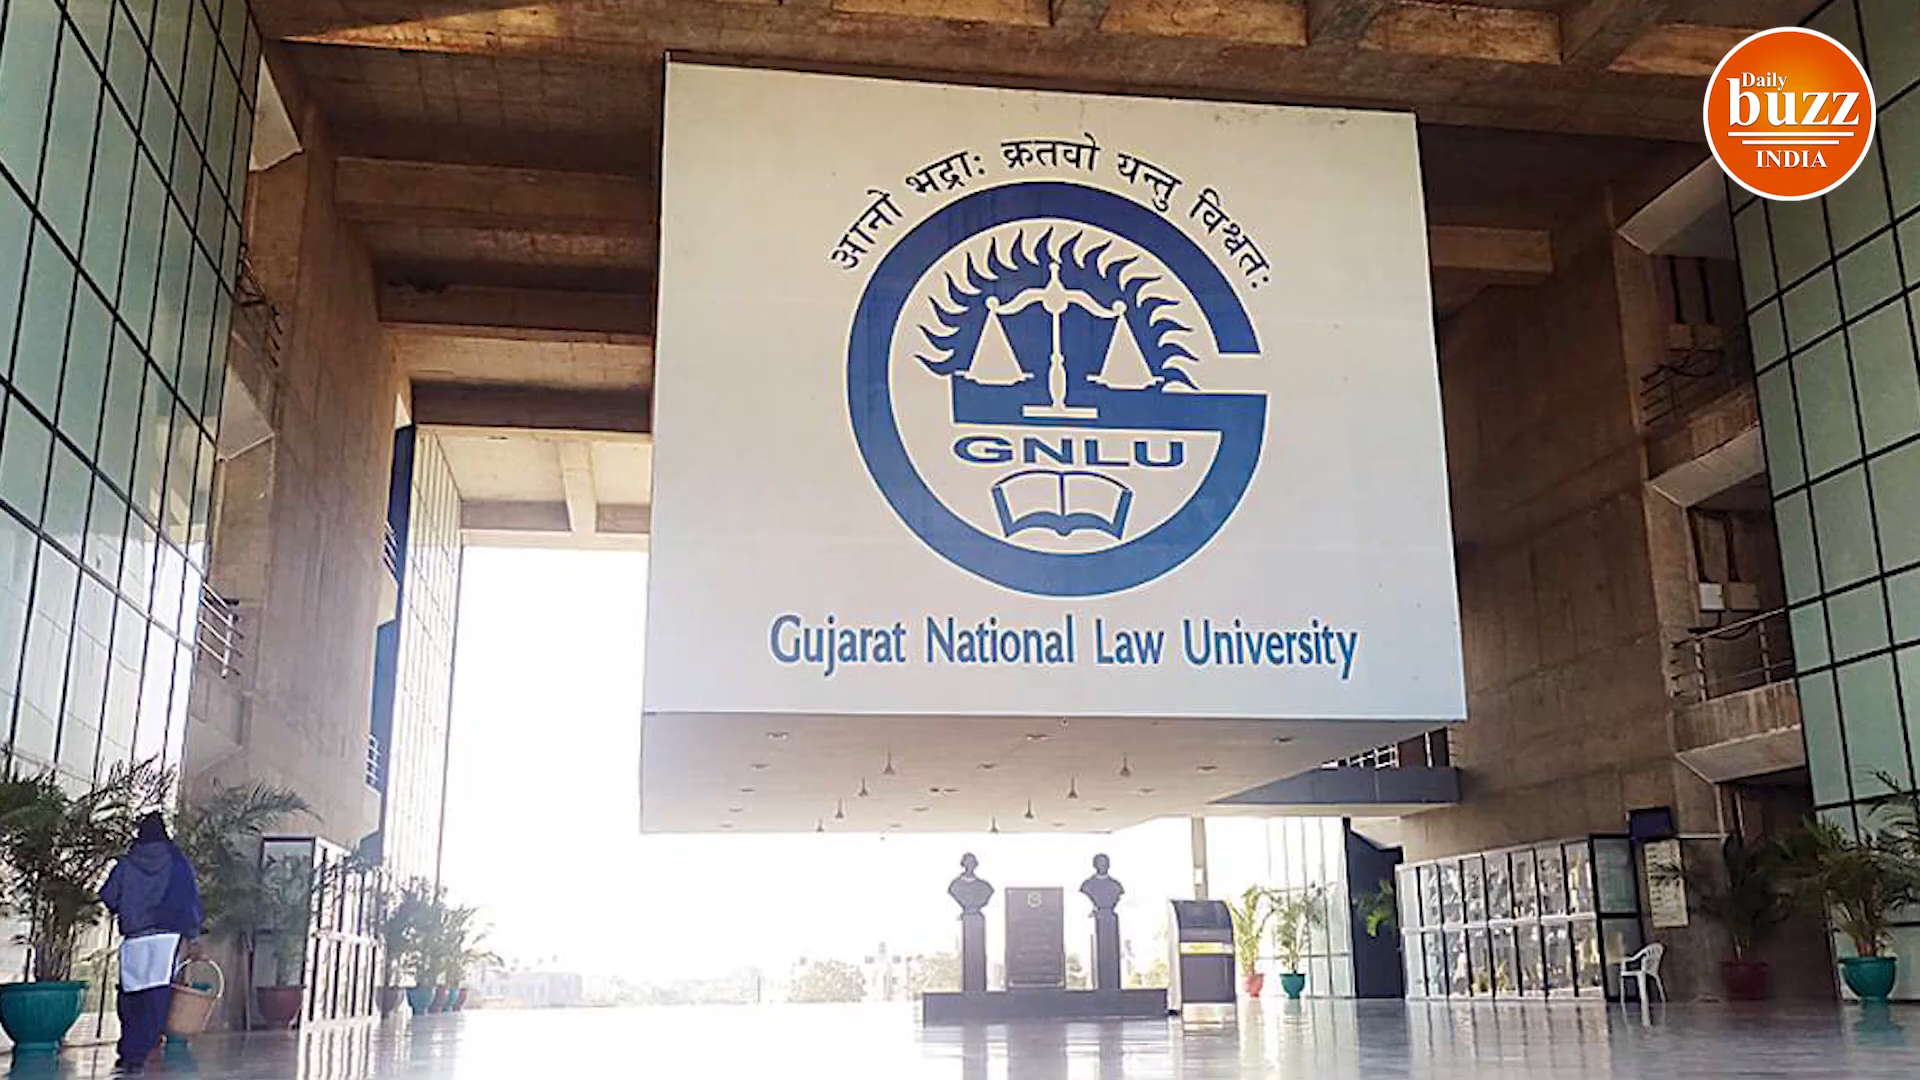 Daily
buzz
INDIA
आनो भद्राः क्रतवो यन्तु विश्वतः
GNLU
Gujarat National Law University